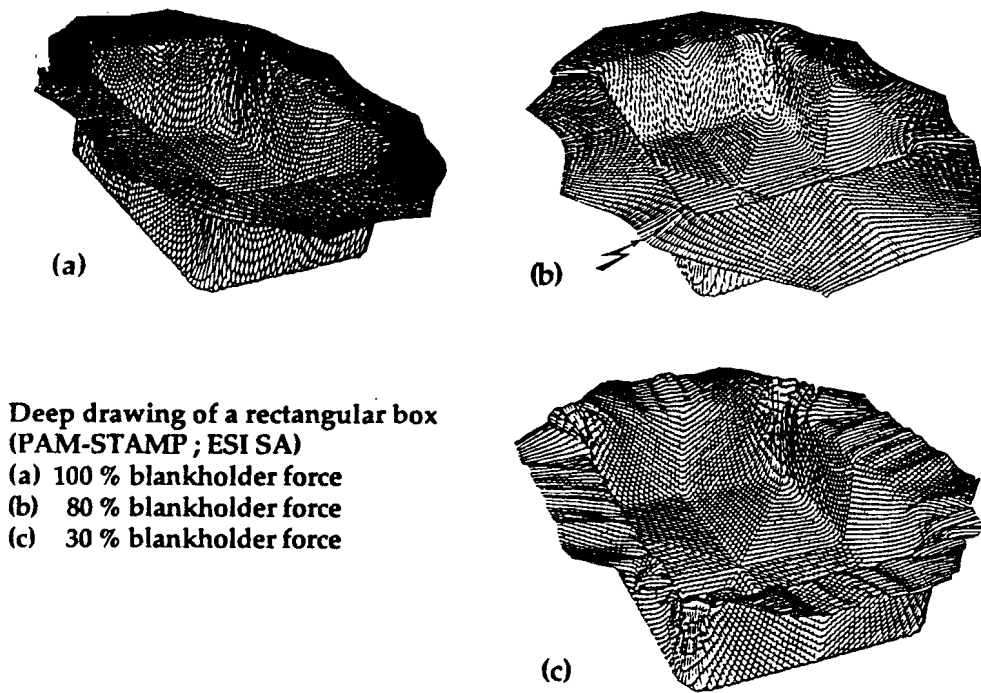 (a)
(b)
Deep drawing of a rectangular box
(PAM-STAMP ; ESI SA)
(a) 100 % blankholder force
(b) 80 % blankholder force
(c) 30 % blankholder force
(c)